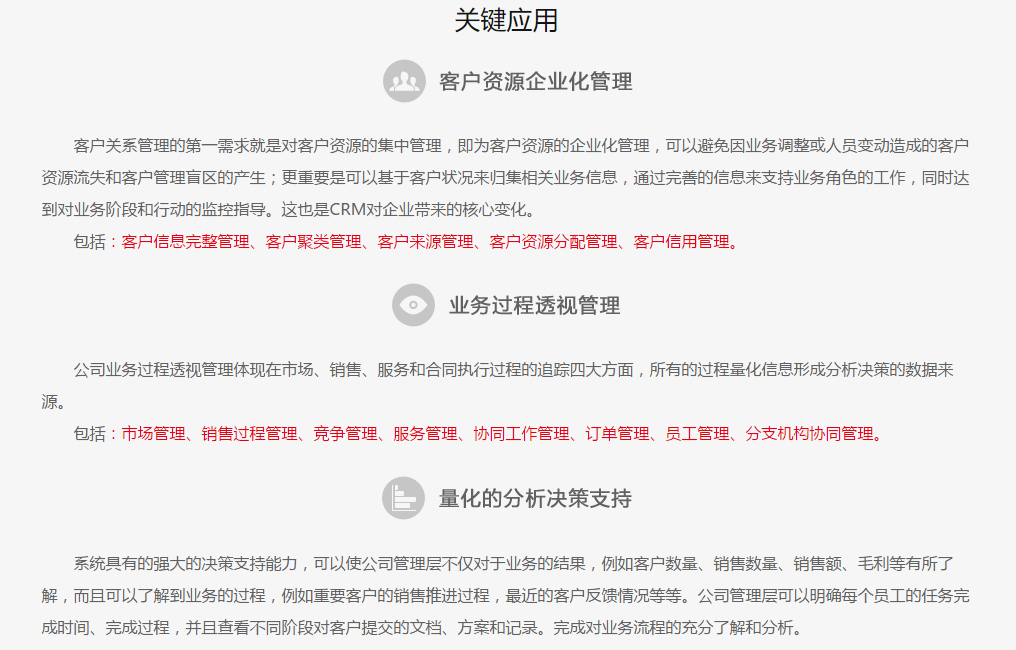 关键应用
客户资源企业化管理
客户关系管理的第一需求就是对客户资源的集中管理，即为客户资源的企业化管理，可以避免因业务调整或人员变动造成的客户
资源流失和客户管理盲区的产生；更重要是可以基于客户状况来归集相关业务信息，通过完善的信息来支持业务角色的工作，同时达
到对业务阶段和行动的监控指导。这也是CRM对企业带来的核心变化。
包括：客户信息完整管理、客户聚类管理、客户来源管理、客户资源分配管理、客户信用管理。
业务过程透视管理
公司业务过程透视管理体现在市场、销售、服务和合同执行过程的追踪四大方面，所有的过程量化信息形成分析决策的数据来
源。
包括：市场管理、销售过程管理、竞争管理、服务管理、协同工作管理、订单管理、员工管理、分支机构协同管理。
量化的分析决策支持
系统具有的强大的决策支持能力，可以使公司管理层不仅对于业务的结果，例如客户数量、销售数量、销售额、毛利等有所了
解，而且可以了解到业务的过程，例如重要客户的销售推进过程，最近的客户反馈情况等等。公司管理层可以明确每个员工的任务完
成时间、完成过程，并且查看不同阶段对客户提交的文档、方案和记录。完成对业务流程的充分了解和分析。